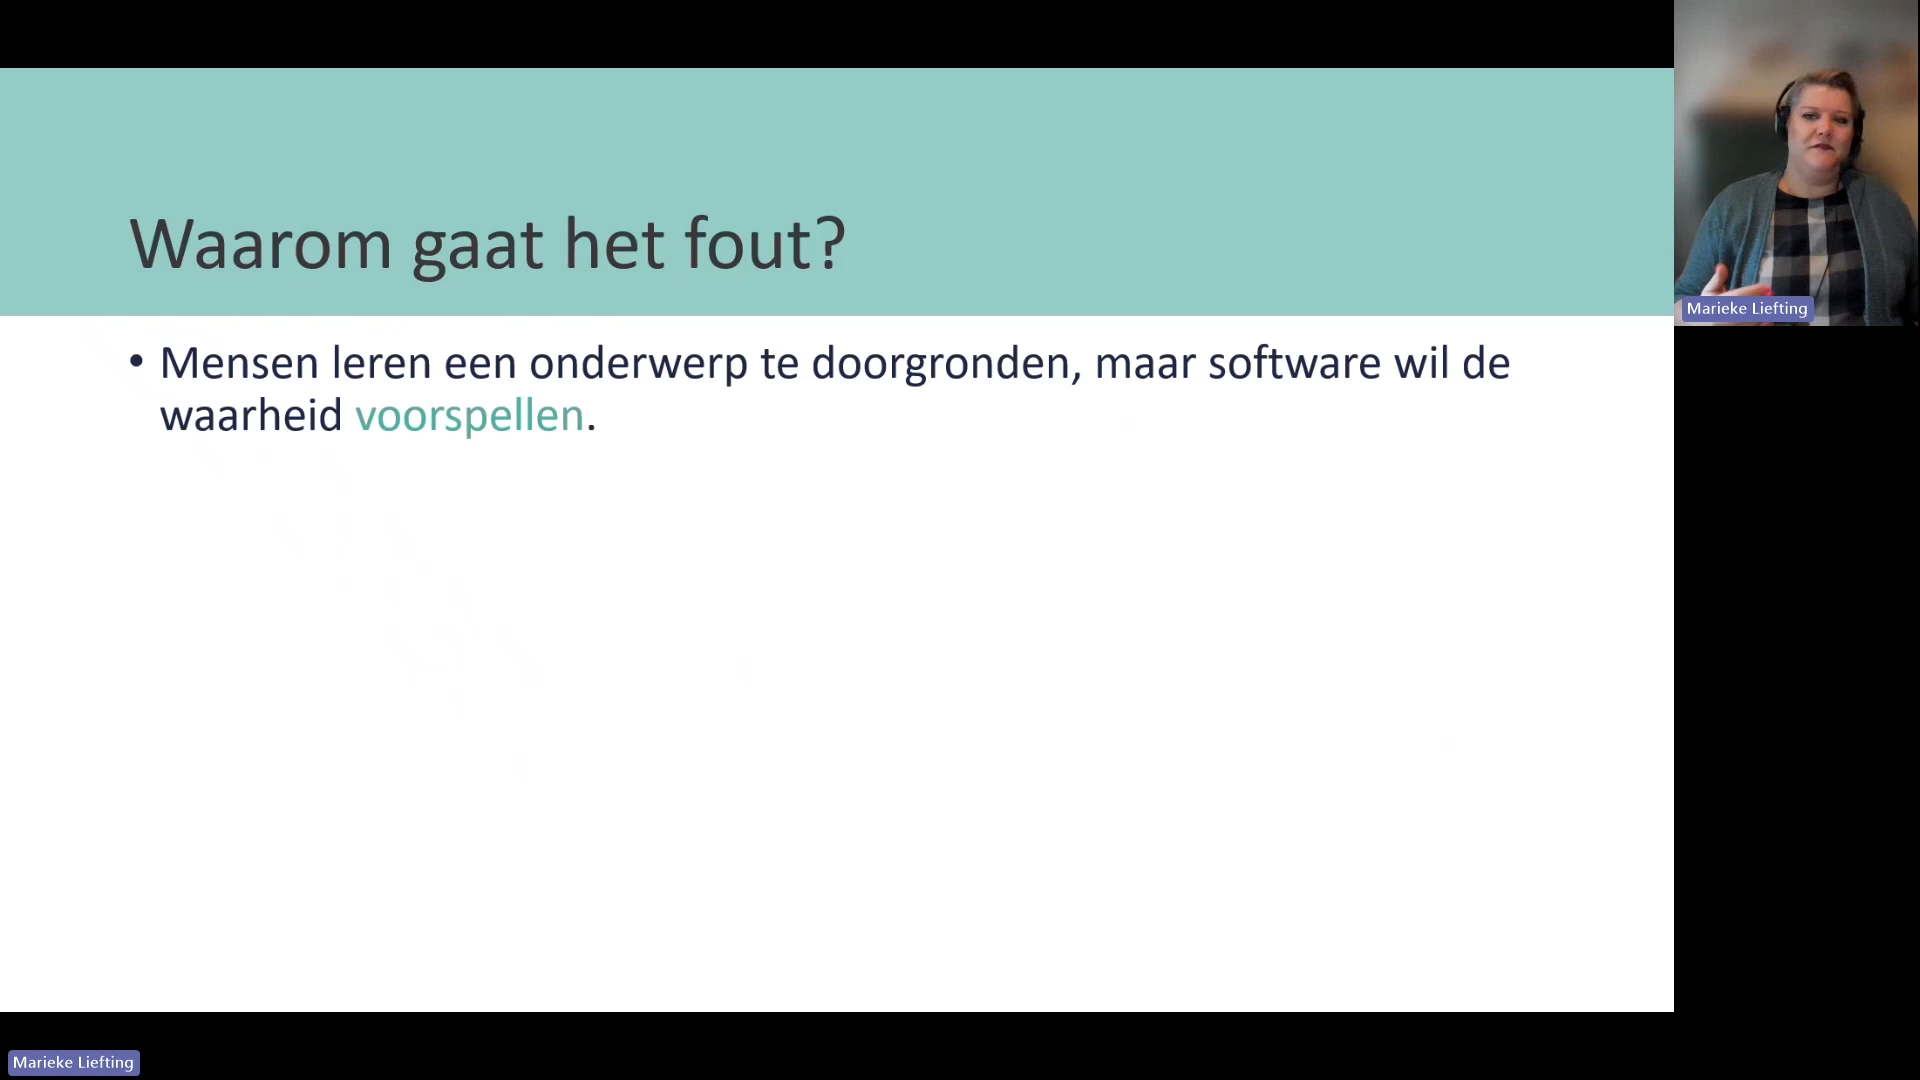 Waarom gaat het fout?
• Mensen leren een onderwerp te doorgronden, maar software wil de
waarheid voorspellen.
Marieke Liefting
Marieke Liefting